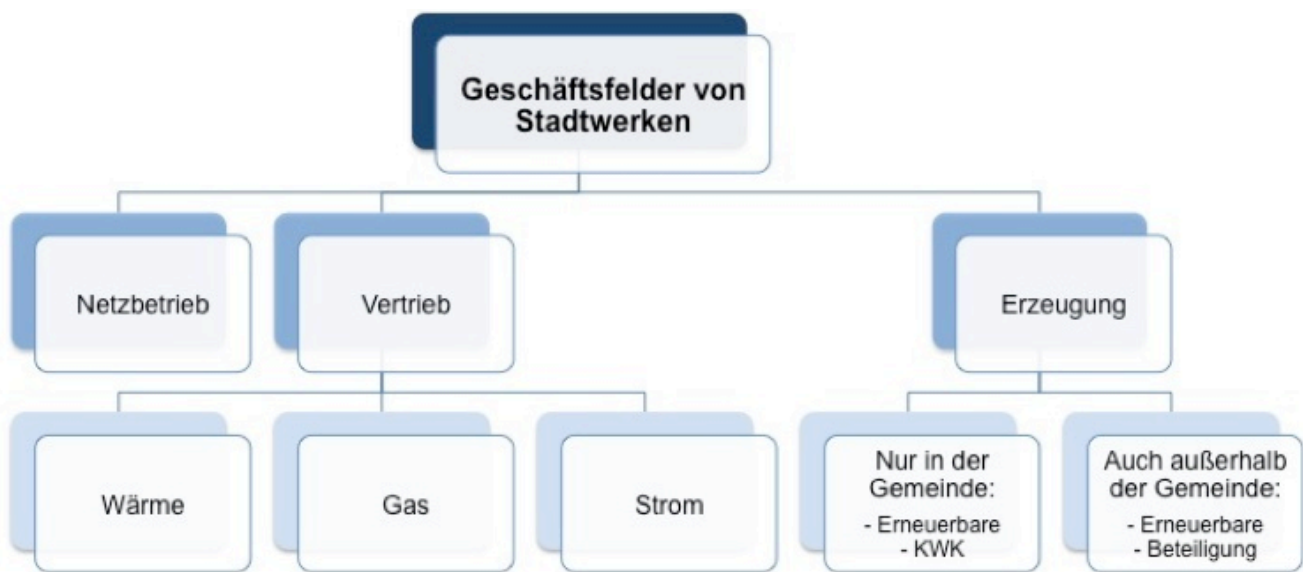 Geschäftsfelder von
Stadtwerken
Netzbetrieb
Vertrieb
Erzeugung
Wärme
Gas
Strom
Nur in der
Gemeinde:
- Erneuerbare
- KWK
Auch außerhalb
der Gemeinde:
- Erneuerbare
- Beteiligung